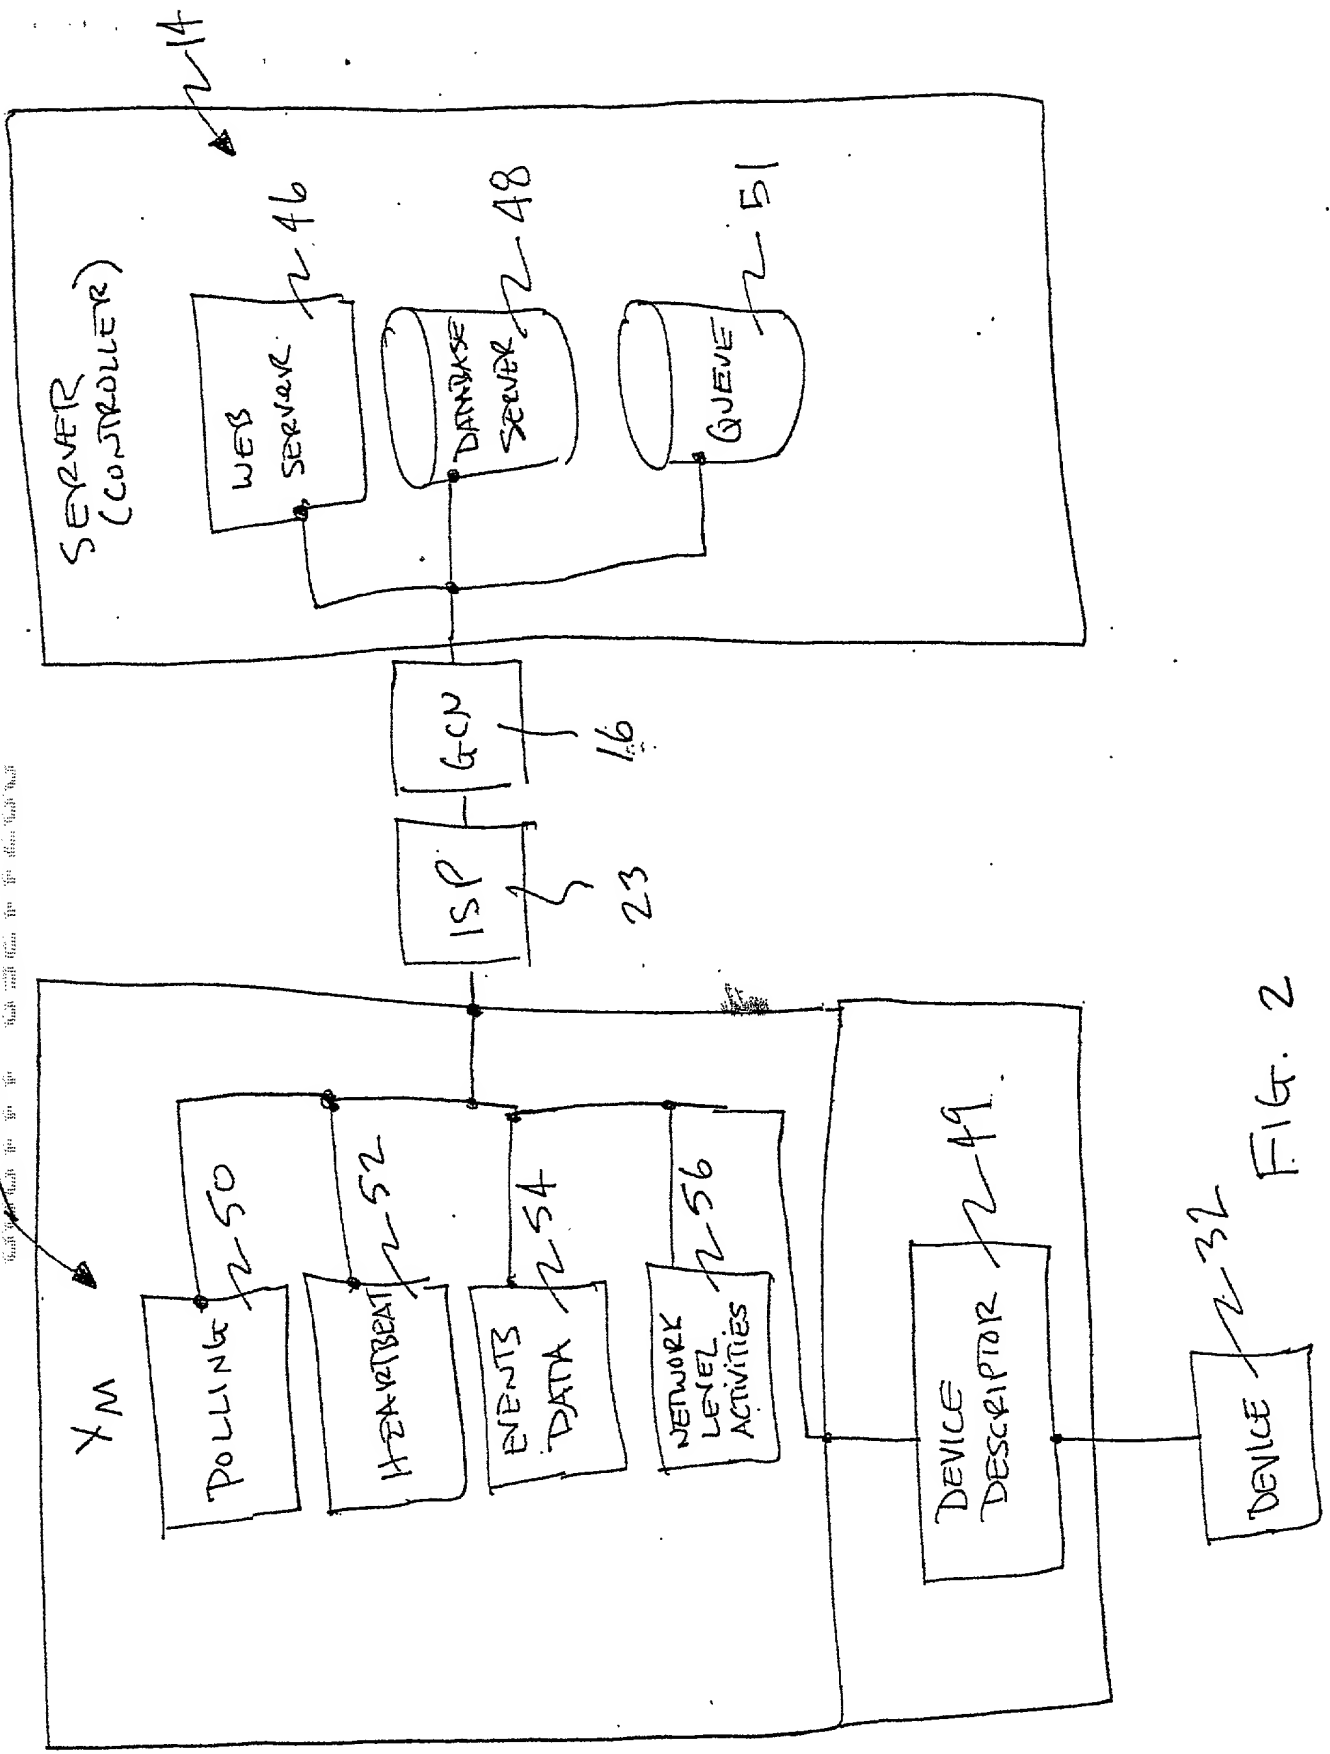 XM
POLLING
50
HEARTBEAT
52
EVENTS
DATA
54
NETWORK
LEVEL
ACTIVITIES
56
DEVICE
DESCRIPTOR
49
DEVICE
32
ISP
23
GCN
16
SERVER
(CONTROLLER)
14
WEB
SERVER
46
DATABASE
SERVER
48
QUEUE
51
FIG. 2